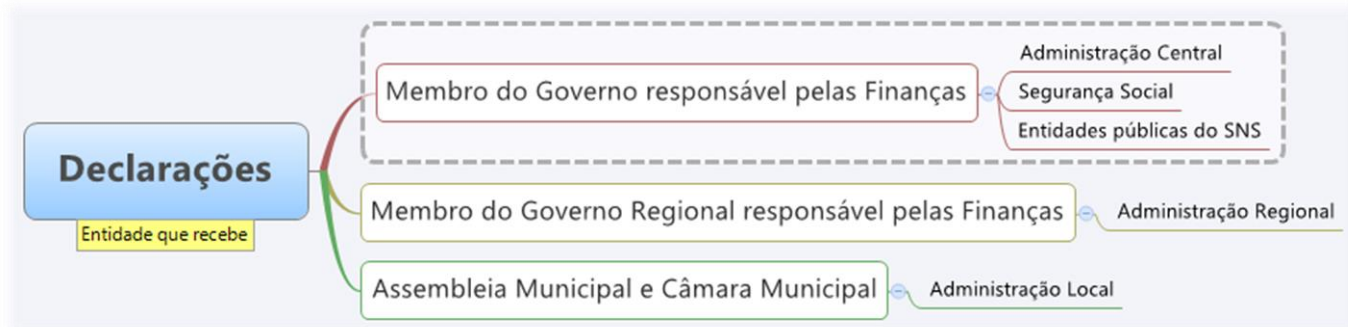 Declarações
Entidade que recebe
Membro do Governo responsável pelas Finanças
Administração Central
Segurança Social
Entidades públicas do SNS
Membro do Governo Regional responsável pelas Finanças
Administração Regional
Assembleia Municipal e Câmara Municipal
Administração Local